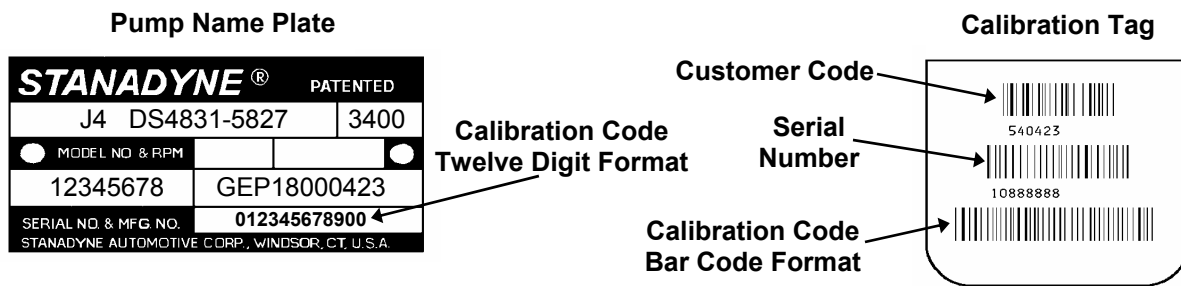 Pump Name Plate
STANADYNE ® PATENTED
J4 DS4831-5827 3400
MODEL NO & RPM
12345678 GEP18000423
SERIAL NO. & MFG. NO. 012345678900
STANADYNE AUTOMOTIVE CORP., WINDSOR, CT, U.S.A.
Calibration Code
Twelve Digit Format
Calibration Tag
Customer Code
540423
Serial
Number
10888888
Calibration Code
Bar Code Format